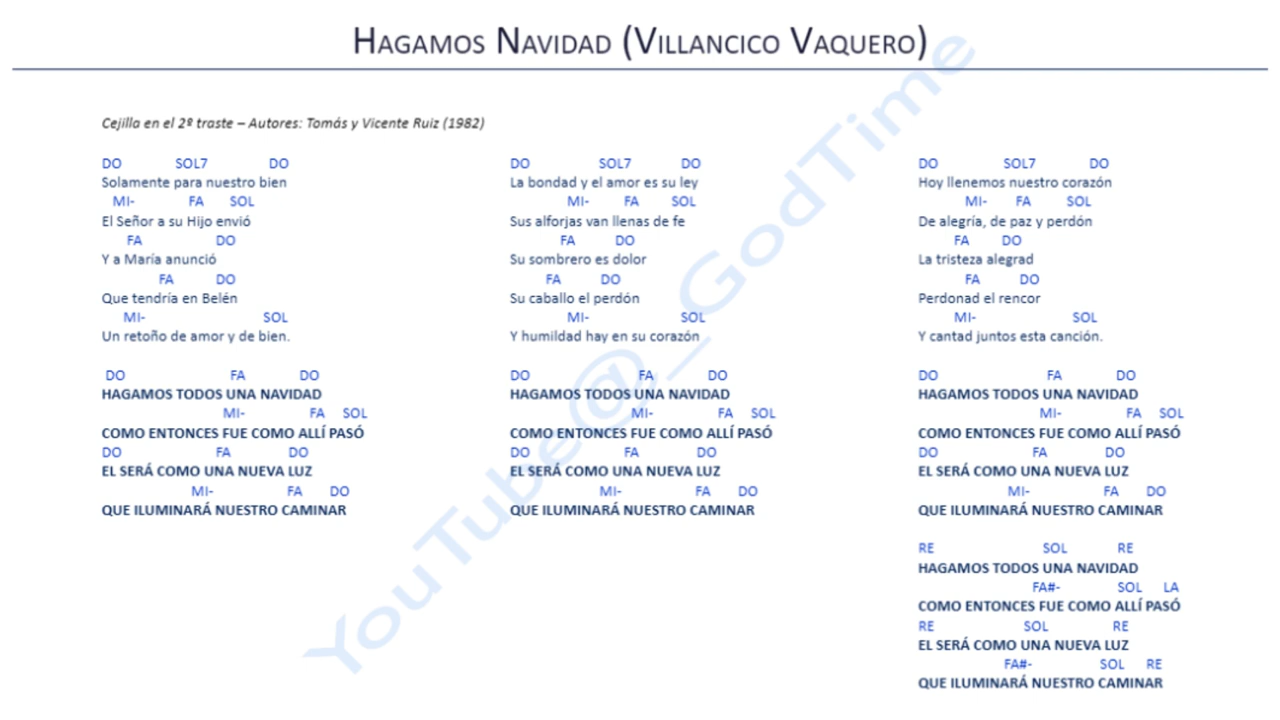 HAGAMOS NAVIDAD (VILLANCICO VAQUERO)
Cejilla en el 2º traste – Autores: Tomás y Vicente Ruiz (1982)
DO SOL7 DO
Solamente para nuestro bien
MI- FA SOL
El Señor a su Hijo envió
FA DO
Y a María anunció
FA DO
Que tendría en Belén
MI- SOL
Un retoño de amor y de bien.
DO FA DO
HAGAMOS TODOS UNA NAVIDAD
MI- FA SOL
COMO ENTONCES FUE COMO ALLÍ PASÓ
DO FA DO
EL SERÁ COMO UNA NUEVA LUZ
MI- FA DO
QUE ILUMINARÁ NUESTRO CAMINAR
DO SOL7 DO
La bondad y el amor es su ley
MI- FA SOL
Sus alforjas van llenas de fe
FA DO
Su sombrero es dolor
FA DO
Su caballo el perdón
MI- SOL
Y humildad hay en su corazón
DO FA DO
HAGAMOS TODOS UNA NAVIDAD
MI- FA SOL
COMO ENTONCES FUE COMO ALLÍ PASÓ
DO FA DO
EL SERÁ COMO UNA NUEVA LUZ
MI- FA DO
QUE ILUMINARÁ NUESTRO CAMINAR
DO SOL7 DO
Hoy llenemos nuestro corazón
MI- FA SOL
De alegría, de paz y perdón
FA DO
La tristeza alegrad
FA DO
Perdonad el rencor
MI- SOL
Y cantad juntos esta canción.
DO FA DO
HAGAMOS TODOS UNA NAVIDAD
MI- FA SOL
COMO ENTONCES FUE COMO ALLÍ PASÓ
DO FA DO
EL SERÁ COMO UNA NUEVA LUZ
MI- FA DO
QUE ILUMINARÁ NUESTRO CAMINAR
RE SOL RE
HAGAMOS TODOS UNA NAVIDAD
FA#- SOL LA
COMO ENTONCES FUE COMO ALLÍ PASÓ
RE SOL RE
EL SERÁ COMO UNA NUEVA LUZ
FA#- SOL RE
QUE ILUMINARÁ NUESTRO CAMINAR
YouTube@_GodTime